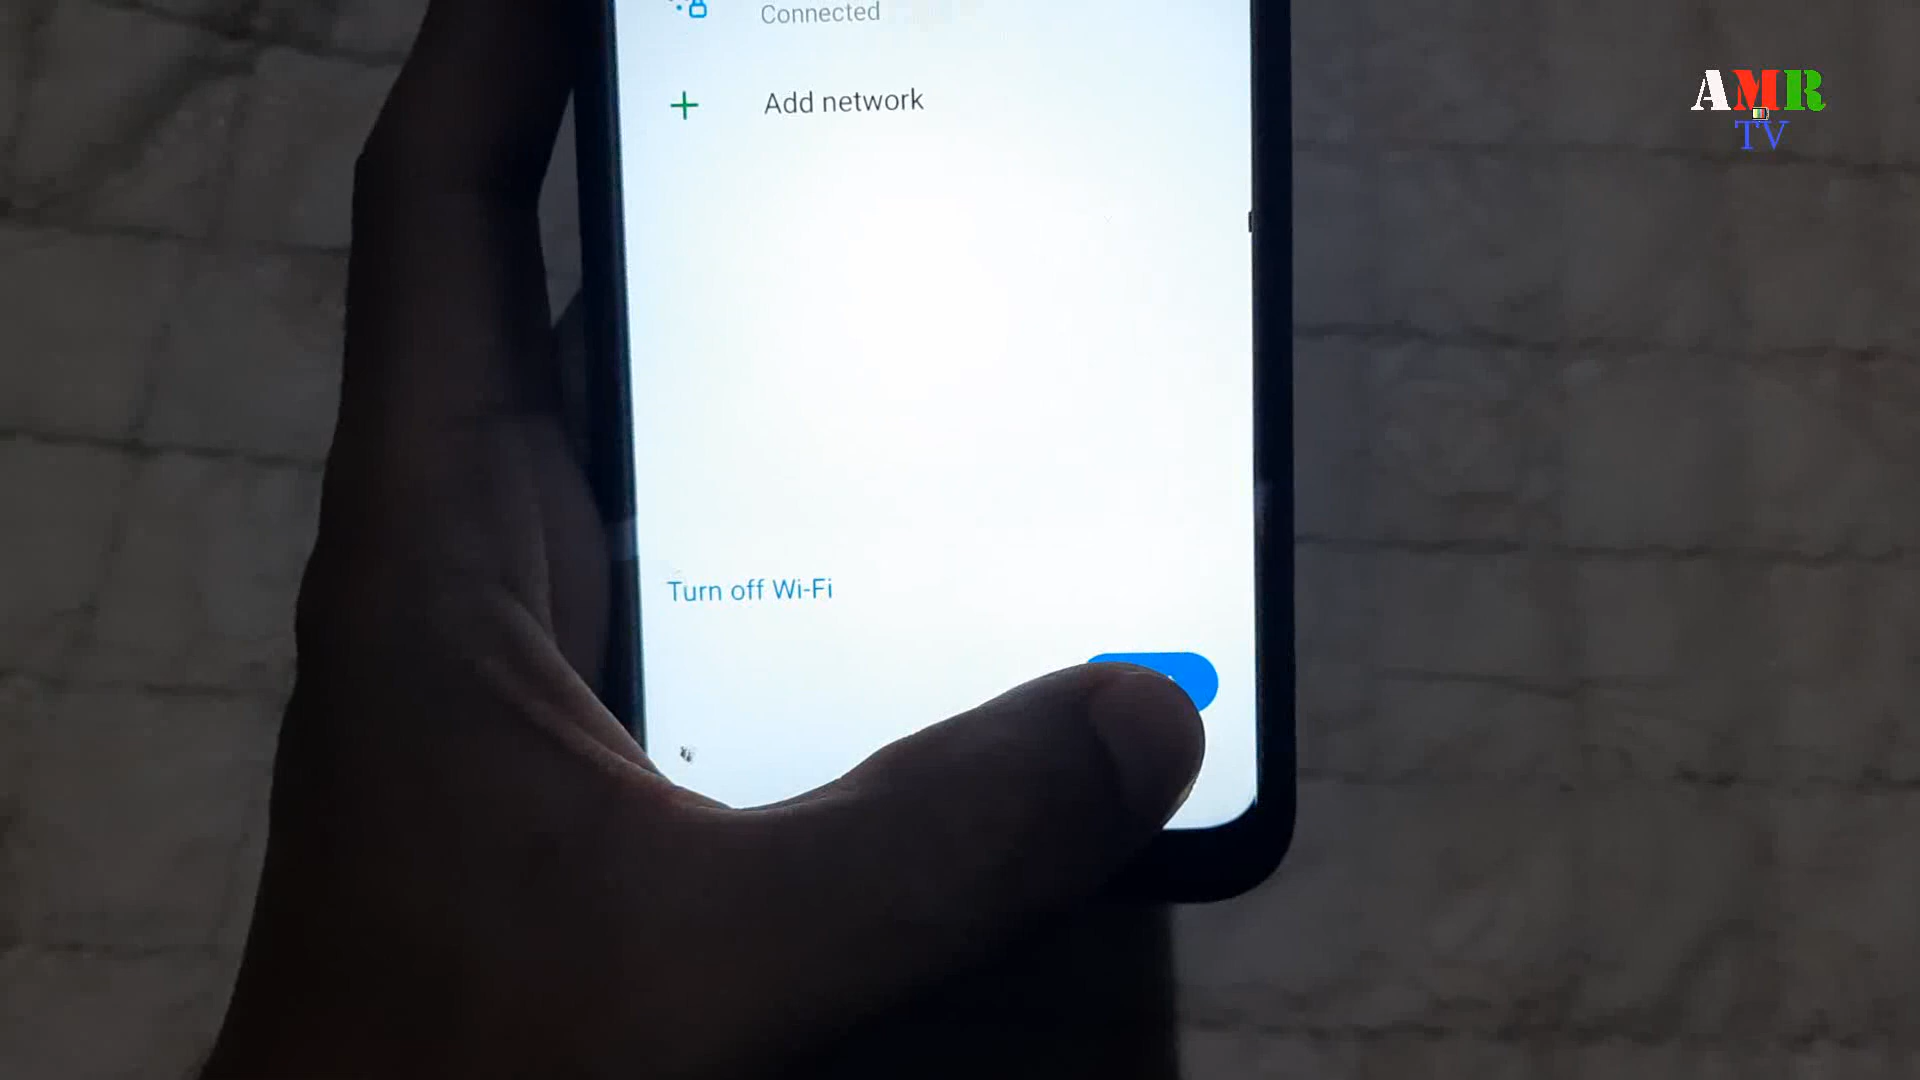 Connected
Add network
AMR
TV
Turn off Wi-Fi